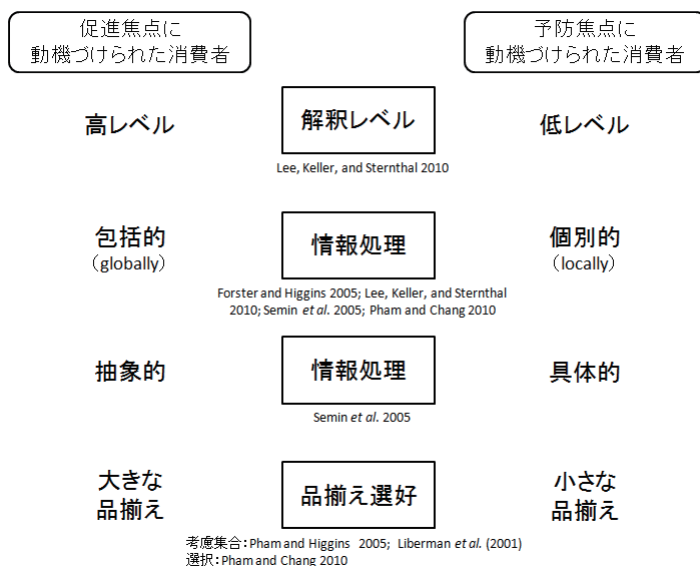 促進焦点に
動機づけられた消費者
予防焦点に
動機づけられた消費者
高レベル
解釈レベル
低レベル
Lee, Keller, and Sternthal 2010
包括的
（globally）
情報処理
個別的
（locally）
Forster and Higgins 2005; Lee, Keller, and Sternthal
2010; Semin et al. 2005; Pham and Chang 2010
抽象的
情報処理
具体的
Semin et al. 2005
大きな
品揃え
品揃え選好
小さな
品揃え
考慮集合：Pham and Higgins 2005; Liberman et al. (2001)
選択：Pham and Chang 2010